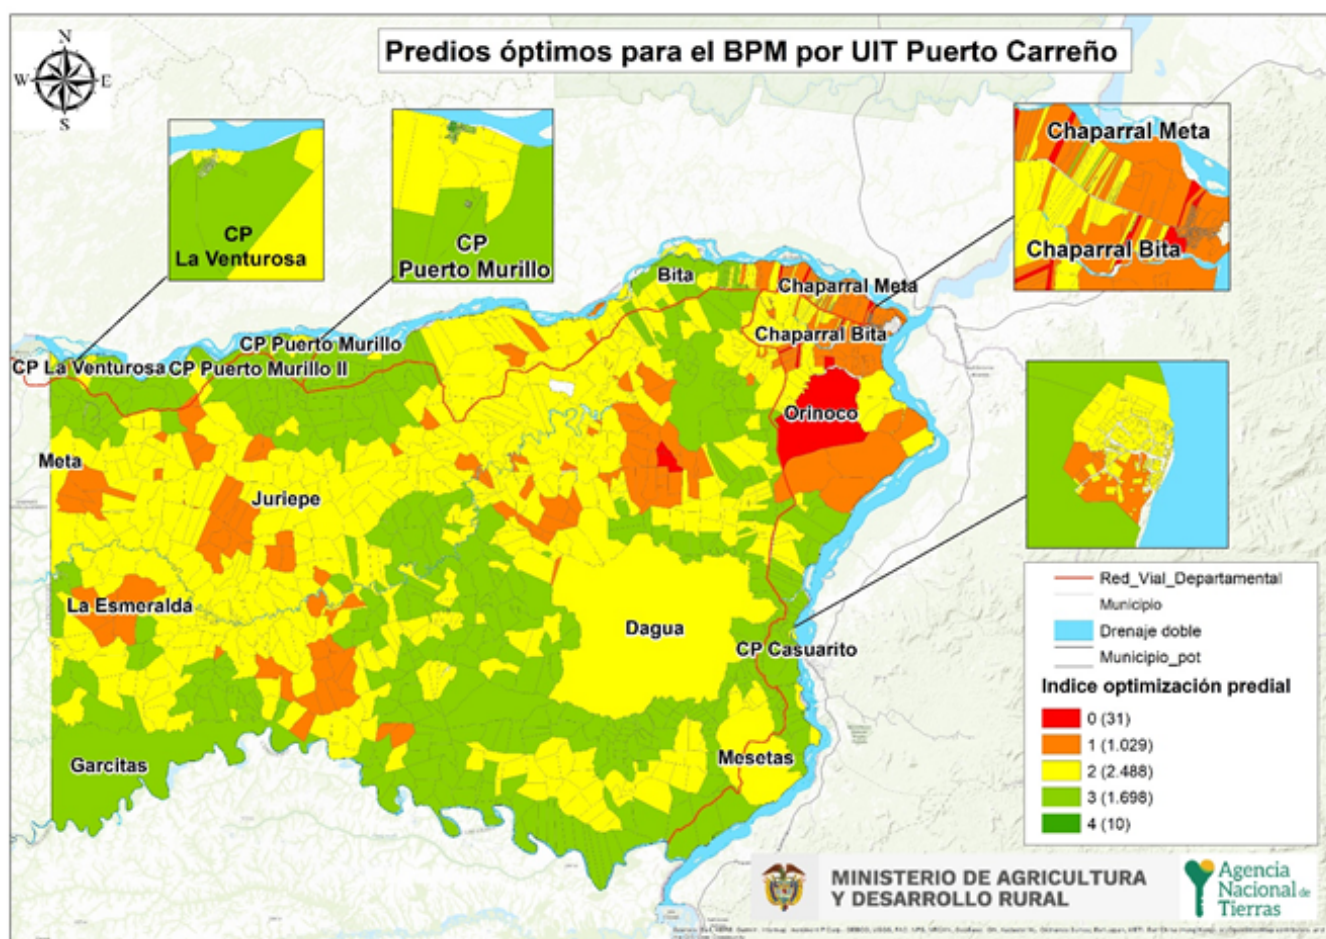 Predios óptimos para el BPM por UIT Puerto Carreño
N
W
E
S
CP
La Venturosa
CP
Puerto Murillo
Chaparral Meta
Chaparral Bita
Bita
Chaparral Meta
Chaparral Bita
CP Puerto Murillo
CP La Venturosa
CP Puerto Murillo II
Orinoco
Meta
Juriepe
La Esmeralda
Dagua
CP Casuarito
Mesetas
Garcitas
Red_Vial_Departamental
Municipio
Drenaje doble
Municipio_pot
Indice optimización predial
0 (31)
1 (1.029)
2 (2.488)
3 (1.698)
4 (10)
MINISTERIO DE AGRICULTURA
Y DESARROLLO RURAL
Agencia
Nacional de
Tierras